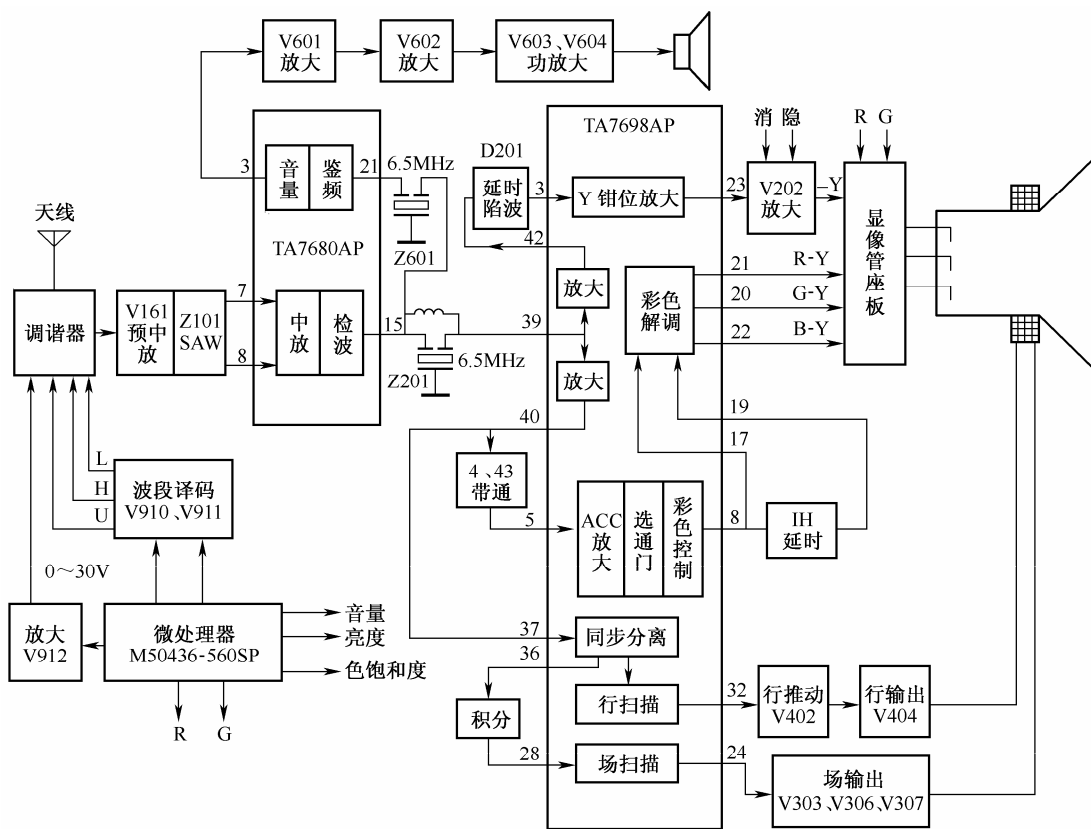 V601
放大
V602
放大
V603、V604
功放大
TA7698AP
消 隐
R G
D201
延时
陷波
3
Y 钳位放大
23
V202
放大
–Y
显像管座板
3
音量
鉴频
21
6.5MHz
Z601
TA7680AP
42
放大
彩色
解调
21
R-Y
20
G-Y
22
B-Y
天线
调谐器
V161
预中
放
Z101
SAW
7
8
中放
检波
15
39
6.5MHz
Z201
放大
40
19
17
4、43
带通
5
ACC
放大
选通门
彩色控制
8
IH
延时
L
H
U
波段译码
V910、V911
0～30V
放大
V912
微处理器
M50436-560SP
音量
亮度
色饱和度
R G
37
同步分离
36
积分
行扫描
32
行推动
V402
行输出
V404
28
场扫描
24
场输出
V303、V306、V307